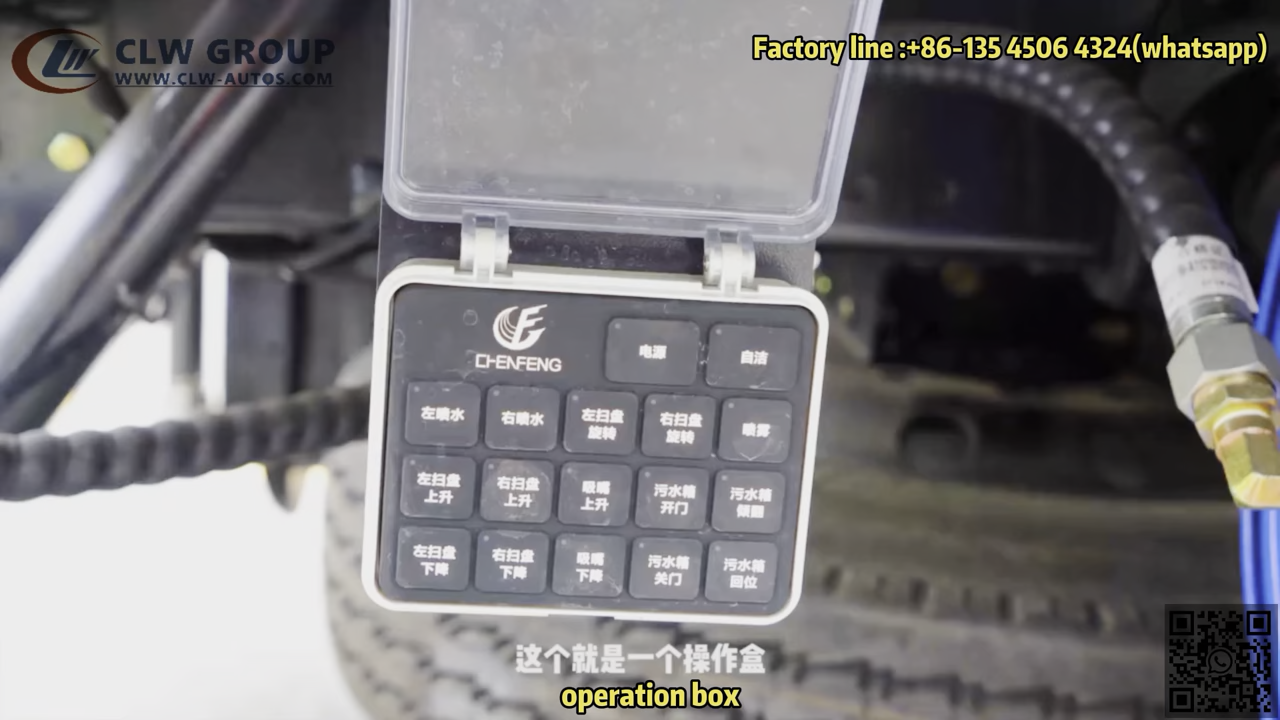 CLW GROUP
WWW.CLW-AUTOS.COM
Factory line :+86-135 4506 4324(whatsapp)
CHENFENG
电源
自洁
左喷水
右喷水
左扫盘
旋转
右扫盘
旋转
喷雾
左扫盘
上升
右扫盘
上升
吸嘴
上升
污水箱
开门
污水箱
倾翻
左扫盘
下降
右扫盘
下降
吸嘴
下降
污水箱
关门
污水箱
回位
这个就是一个操作盒
operation box